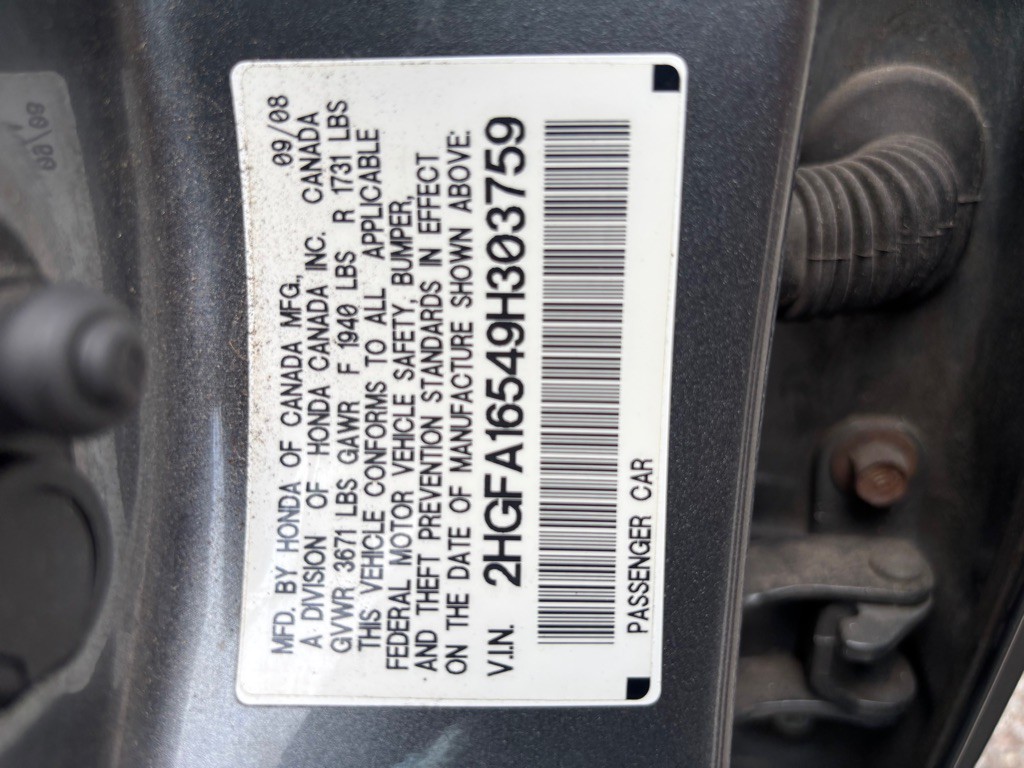 MFD. BY HONDA OF CANADA MFG., 09/08
A DIVISION OF HONDA CANADA INC. CANADA
GVWR 3671 LBS GAWR F 1940 LBS R 1731 LBS
THIS VEHICLE CONFORMS TO ALL APPLICABLE
FEDERAL MOTOR VEHICLE SAFETY, BUMPER,
AND THEFT PREVENTION STANDARDS IN EFFECT
ON THE DATE OF MANUFACTURE SHOWN ABOVE.
V.I.N. 2HGFA16549H303759
PASSENGER CAR